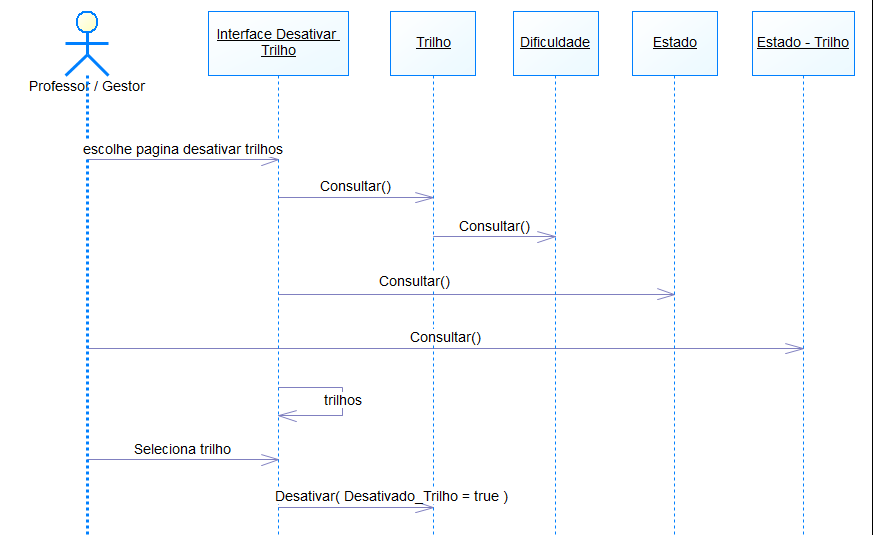 Interface Desativar
Trilho
Trilho
Dificuldade
Estado
Estado - Trilho
Professor / Gestor
escolhe pagina desativar trilhos
Consultar()
Consultar()
Consultar()
Consultar()
trilhos
Seleciona trilho
Desativar( Desativado_Trilho = true )